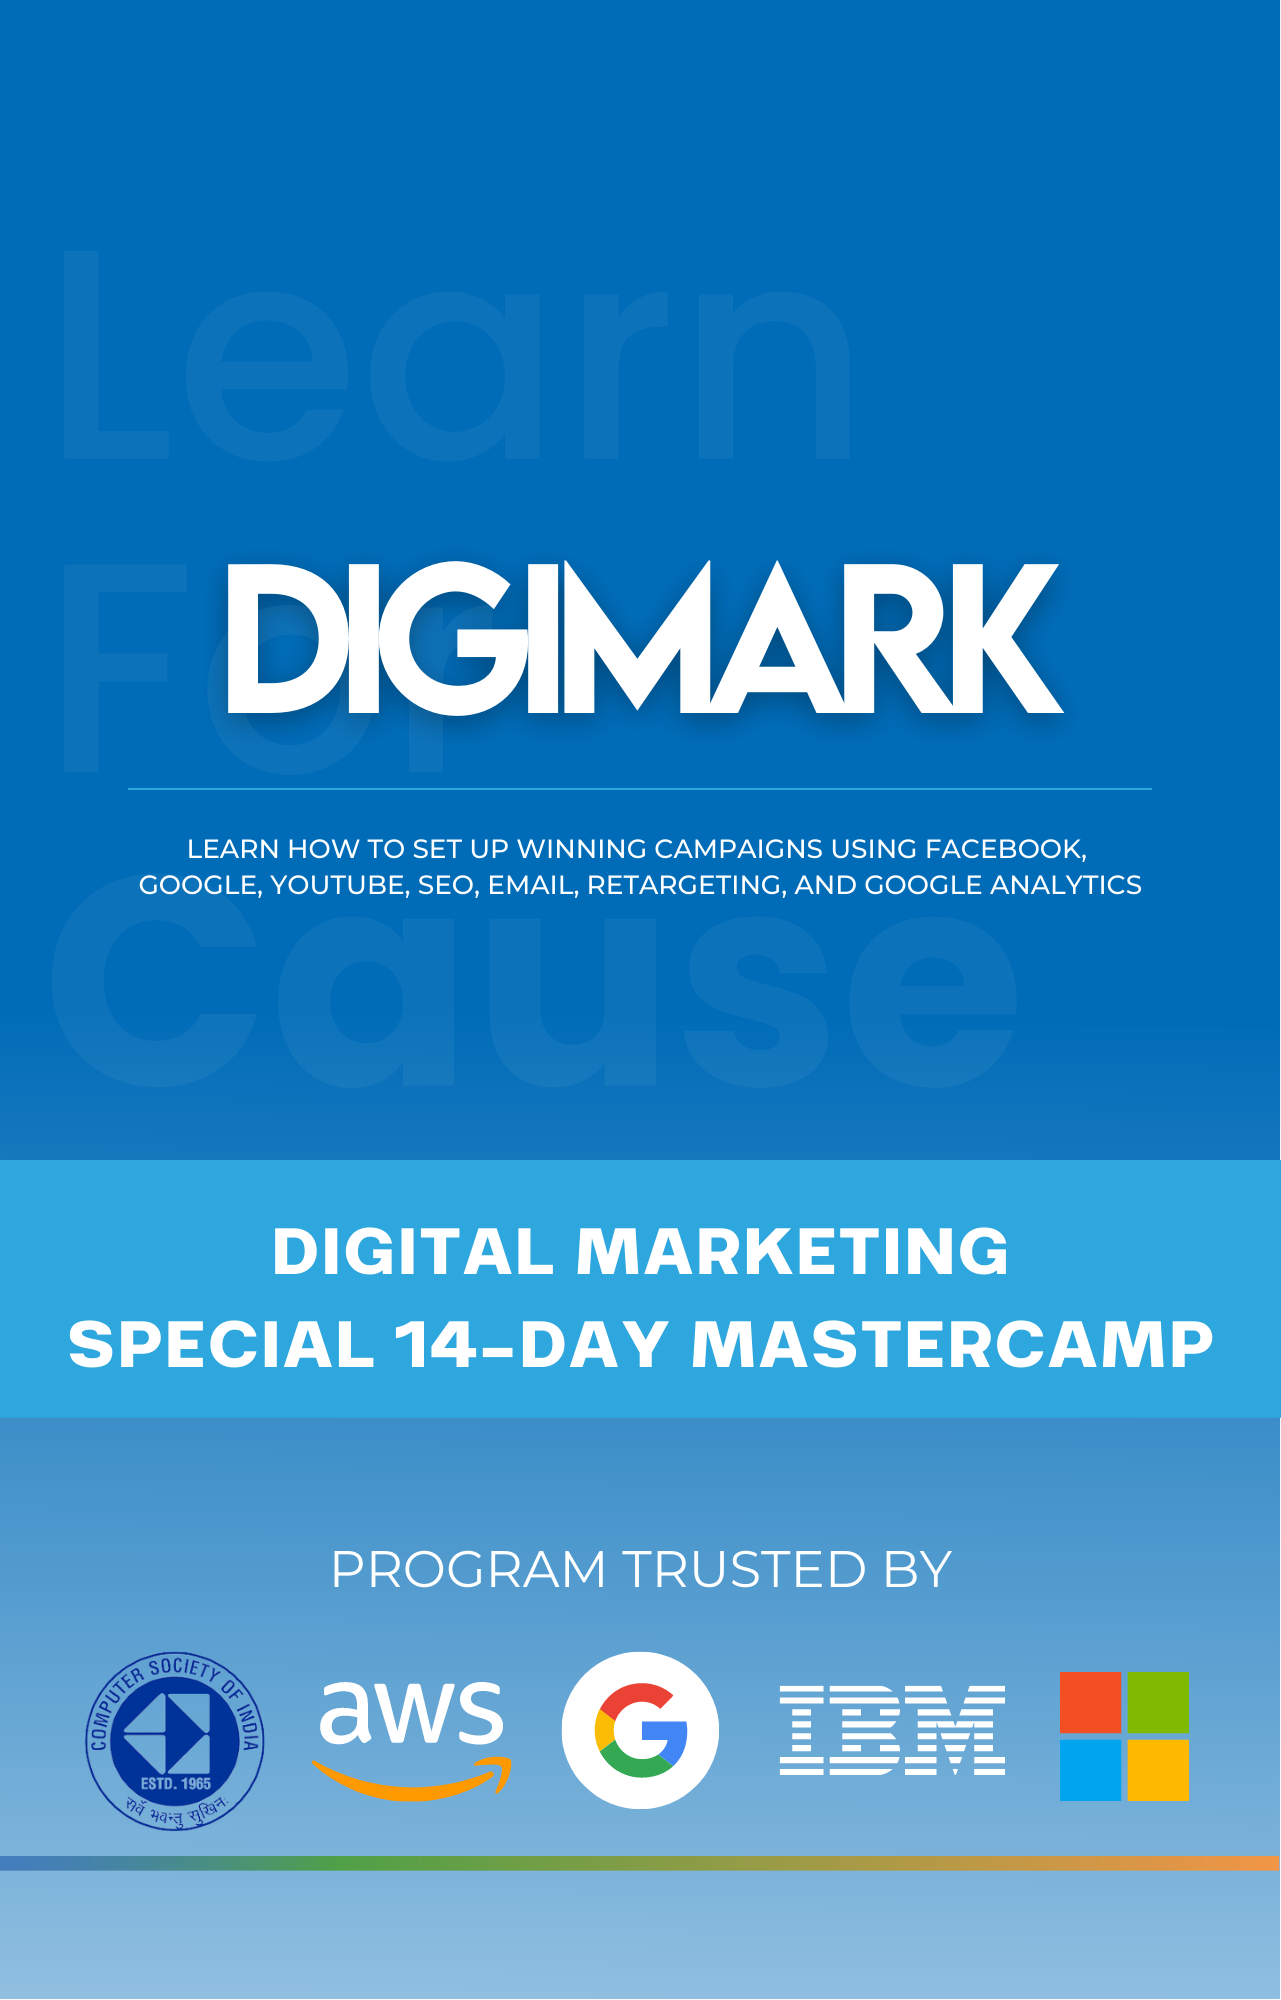 Learn
For
Cause
DIGIMARK
LEARN HOW TO SET UP WINNING CAMPAIGNS USING FACEBOOK,
GOOGLE, YOUTUBE, SEO, EMAIL, RETARGETING, AND GOOGLE ANALYTICS
DIGITAL MARKETING
SPECIAL 14-DAY MASTERCAMP
PROGRAM TRUSTED BY
COMPUTER SOCIETY OF INDIA
ESTD. 1965
सर्वे भवन्तु सुखिनः
aws
G
IBM